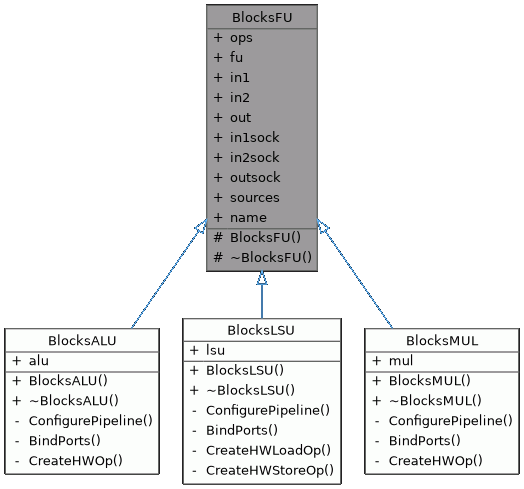 BlocksFU
+ ops
+ fu
+ in1
+ in2
+ out
+ in1sock
+ in2sock
+ outsock
+ sources
+ name
# BlocksFU()
# ~BlocksFU()
BlocksALU
+ alu
+ BlocksALU()
+ ~BlocksALU()
- ConfigurePipeline()
- BindPorts()
- CreateHWOp()
BlocksLSU
+ lsu
+ BlocksLSU()
+ ~BlocksLSU()
- ConfigurePipeline()
- BindPorts()
- CreateHWLoadOp()
- CreateHWStoreOp()
BlocksMUL
+ mul
+ BlocksMUL()
+ ~BlocksMUL()
- ConfigurePipeline()
- BindPorts()
- CreateHWOp()